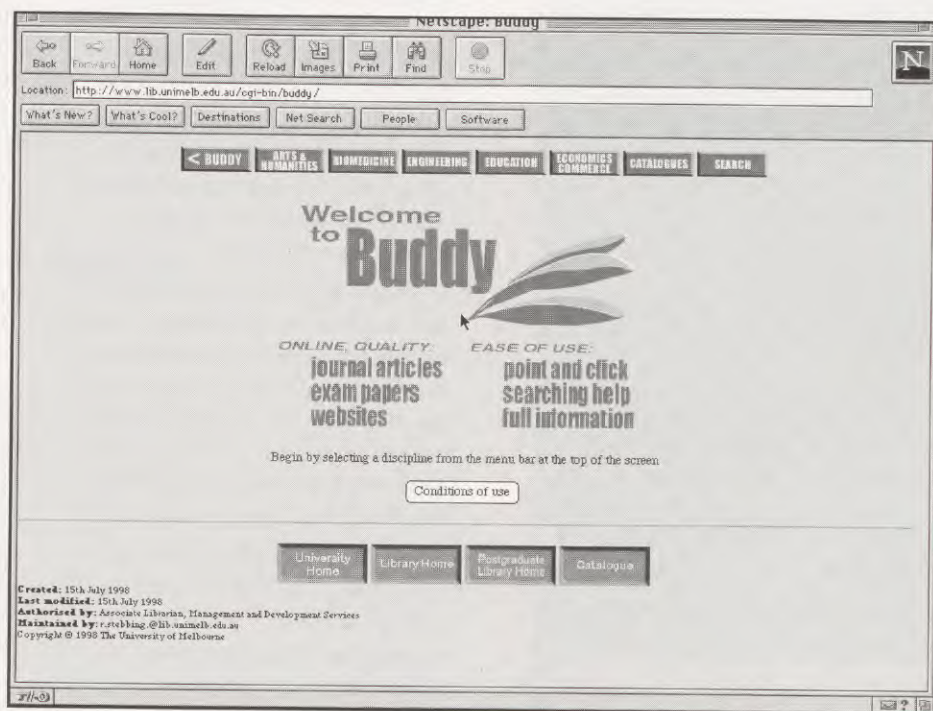 Netscape: Buddy
Back Forward Home Edit Reload Images Print Find Stop
N
Location: http://www.lib.unimelb.edu.au/cgi-bin/buddy/
What's New? What's Cool? Destinations Net Search People Software
< BUDDY ARTS & HUMANITIES BIOMEDICINE ENGINEERING EDUCATION ECONOMICS COMMERCE CATALOGUES SEARCH
Welcome
to Buddy
ONLINE, QUALITY: EASE OF USE:
journal articles point and click
exam papers searching help
websites full information
Begin by selecting a discipline from the menu bar at the top of the screen
Conditions of use
University Home Library Home Postgraduate Library Home Catalogue
Created: 15th July 1998
Last modified: 15th July 1998
Authorised by: Associate Librarian, Management and Development Services
Maintained by: r.stebbing.@lib.unimelb.edu.au
Copyright @ 1998 The University of Melbourne
?